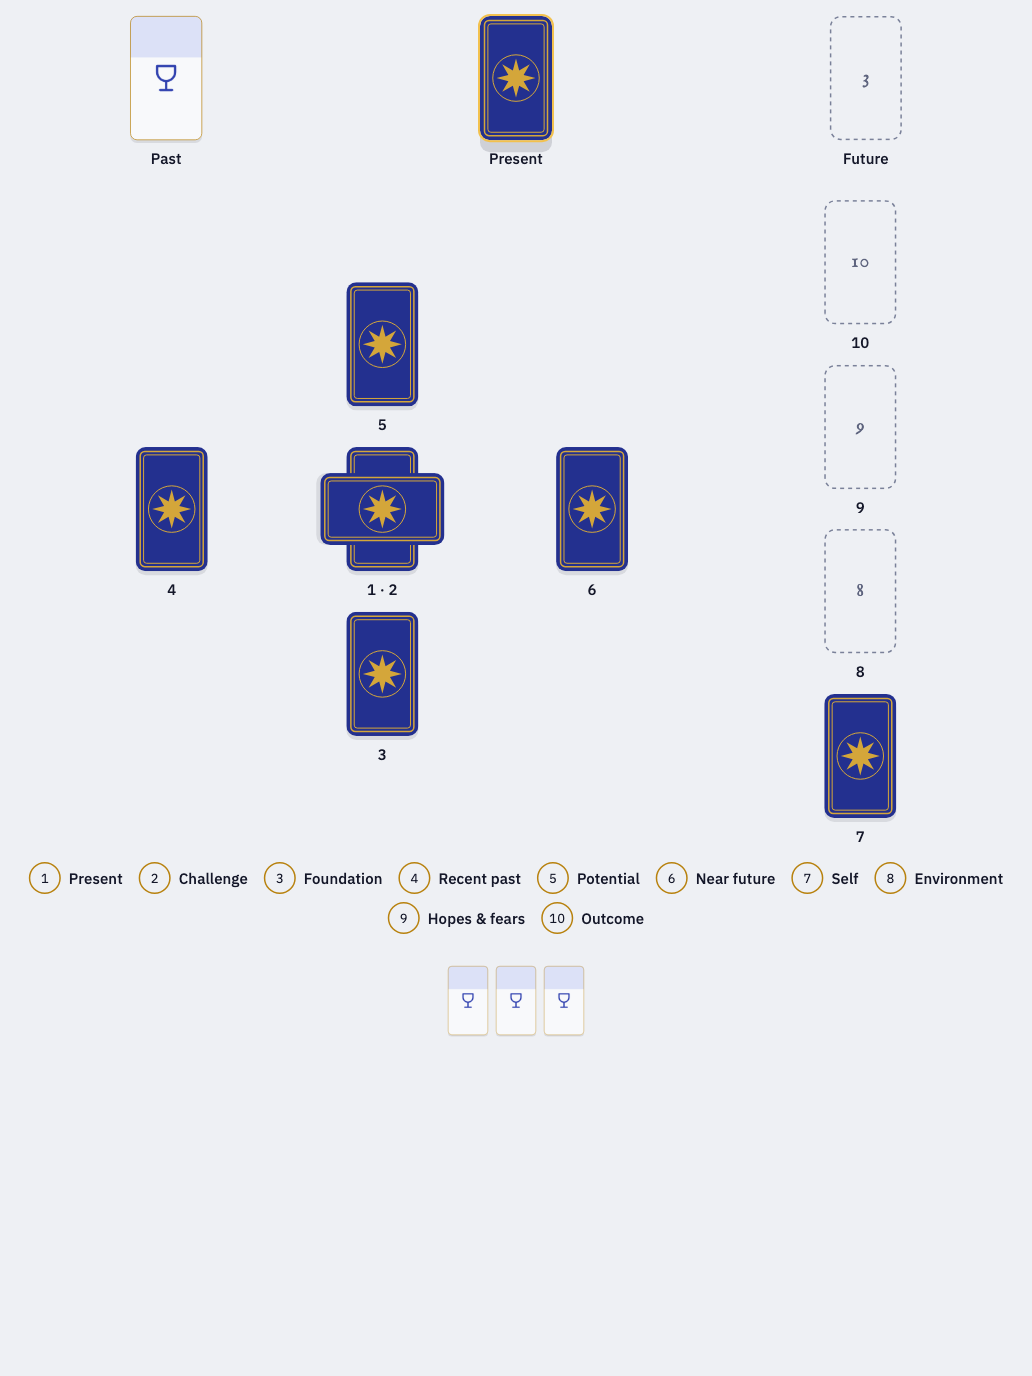 3
Past Present Future
10
10
5
9
9
4 1 · 2 6
8
8
3
7
1 Present 2 Challenge 3 Foundation 4 Recent past 5 Potential 6 Near future 7 Self 8 Environment
9 Hopes & fears 10 Outcome